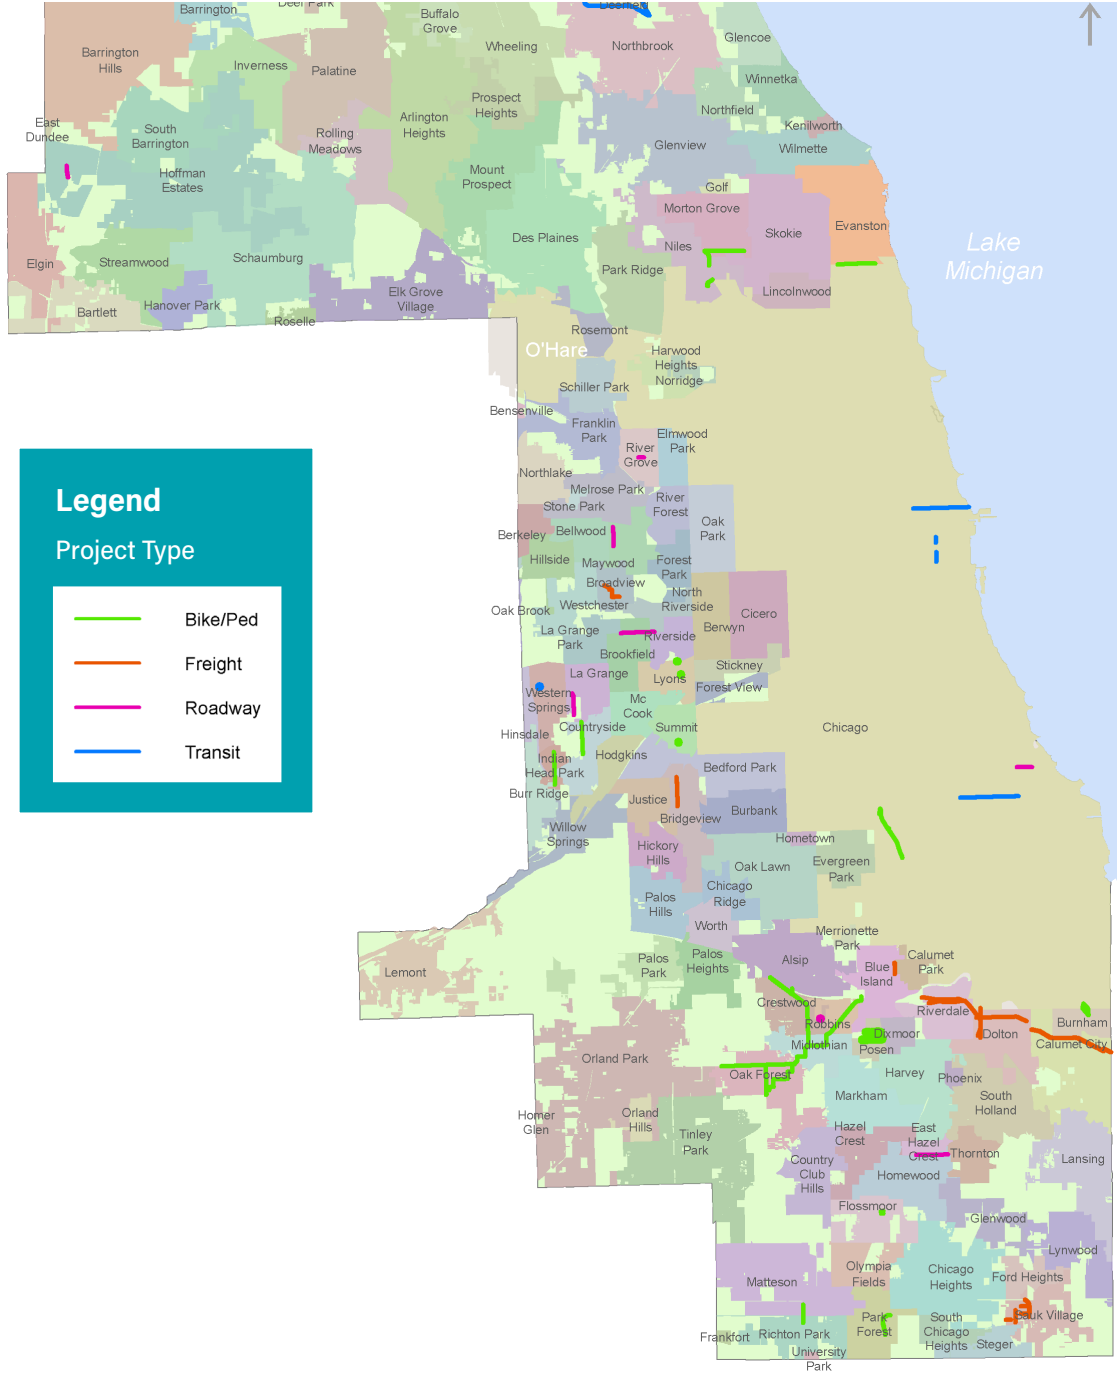 Barrington
Deer Park
Buffalo
Grove
Deerfield
Glencoe
Barrington
Hills
Inverness
Palatine
Wheeling
Northbrook
Winnetka
Prospect
Heights
Northfield
East
Dundee
South
Barrington
Rolling
Meadows
Arlington
Heights
Kenilworth
Glenview
Wilmette
Hoffman
Estates
Mount
Prospect
Golf
Morton Grove
Skokie
Evanston
Des Plaines
Niles
Lake
Michigan
Elgin
Streamwood
Schaumburg
Park Ridge
Bartlett
Hanover Park
Elk Grove
Village
Lincolnwood
Roselle
Rosemont
O'Hare
Harwood
Heights
Norridge
Schiller Park
Bensenville
Franklin
Park
Elmwood
Park
River
Grove
Northlake
Melrose Park
Stone Park
River
Forest
Oak
Park
Berkeley
Bellwood
Hillside
Maywood
Forest
Park
Broadview
North
Riverside
Oak Brook
Westchester
Cicero
Berwyn
La Grange
Park
Riverside
Brookfield
Stickney
La Grange
Lyons
Forest View
Western
Springs
Mc
Cook
Countryside
Summit
Chicago
Hinsdale
Hodgkins
Indian
Head Park
Bedford Park
Burr Ridge
Justice
Bridgeview
Burbank
Willow
Springs
Hometown
Hickory
Hills
Oak Lawn
Evergreen
Park
Chicago
Ridge
Palos
Hills
Worth
Merrionette
Park
Alsip
Palos
Park
Palos
Heights
Blue
Island
Calumet
Park
Lemont
Crestwood
Robbins
Riverdale
Burnham
Dixmoor
Dolton
Midlothian
Posen
Calumet City
Orland Park
Oak Forest
Harvey
Phoenix
Markham
South
Holland
Homer
Glen
Orland
Hills
Tinley
Park
Hazel
Crest
East
Hazel
Crest
Thornton
Country
Club
Hills
Homewood
Lansing
Flossmoor
Glenwood
Lynwood
Matteson
Olympia
Fields
Chicago
Heights
Ford Heights
Sauk Village
Park
Forest
South
Chicago
Heights
Frankfort
Richton Park
Steger
University
Park
Legend
Project Type
Bike/Ped
Freight
Roadway
Transit